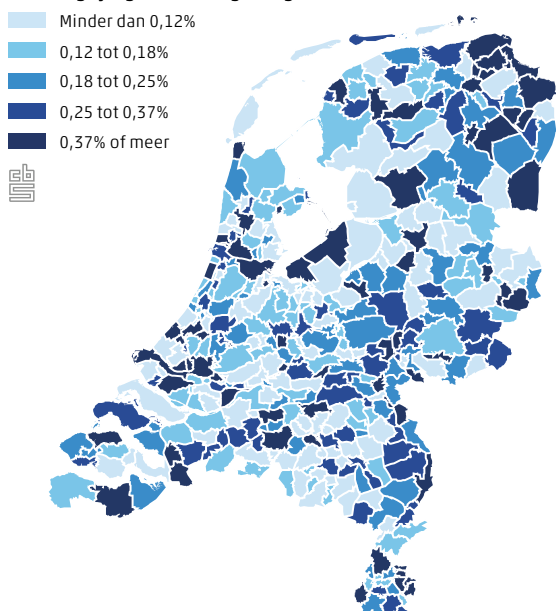 Minder dan 0,12%
0,12 tot 0,18%
0,18 tot 0,25%
0,25 tot 0,37%
0,37% of meer
cbs